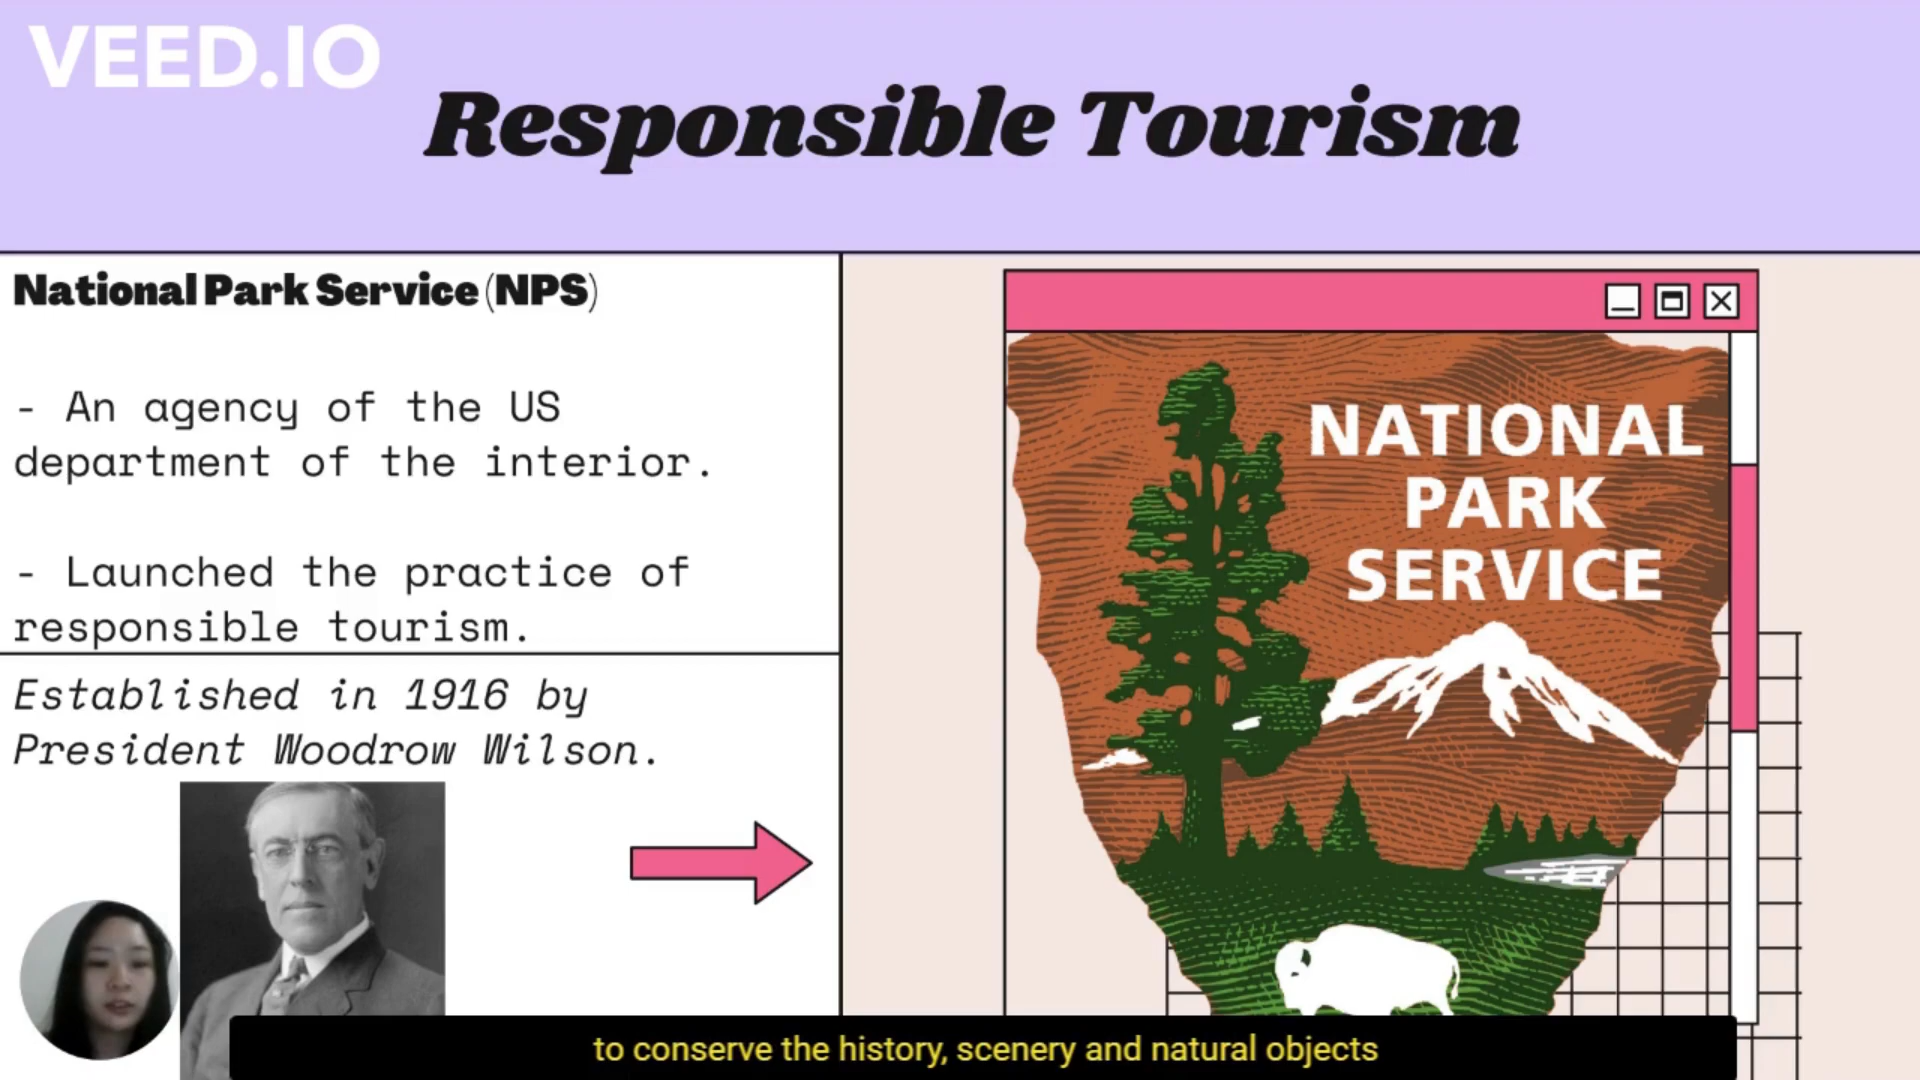 VEED.IO
Responsible Tourism
National Park Service (NPS)
- An agency of the US
department of the interior.
- Launched the practice of
responsible tourism.
Established in 1916 by
President Woodrow Wilson.
NATIONAL
PARK
SERVICE
to conserve the history, scenery and natural objects